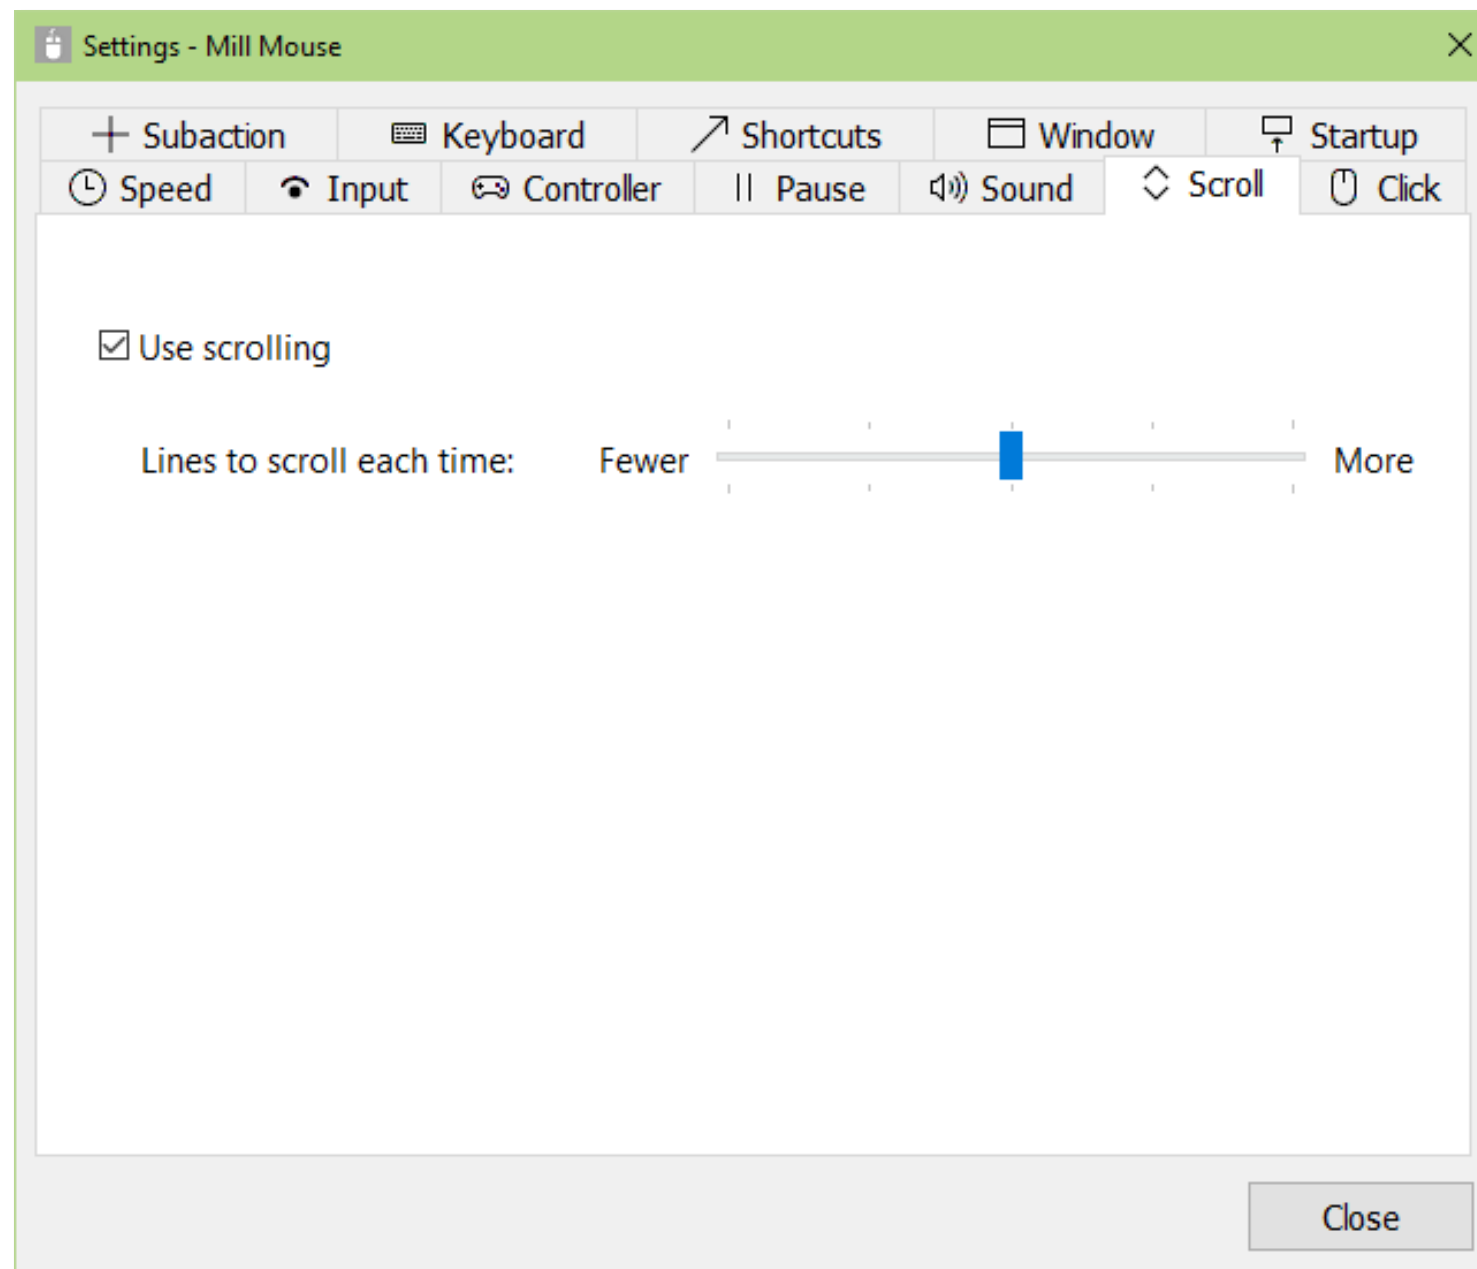 Settings - Mill Mouse
Subaction Keyboard Shortcuts Window Startup
Speed Input Controller Pause Sound Scroll Click
Use scrolling
Lines to scroll each time: Fewer More
Close